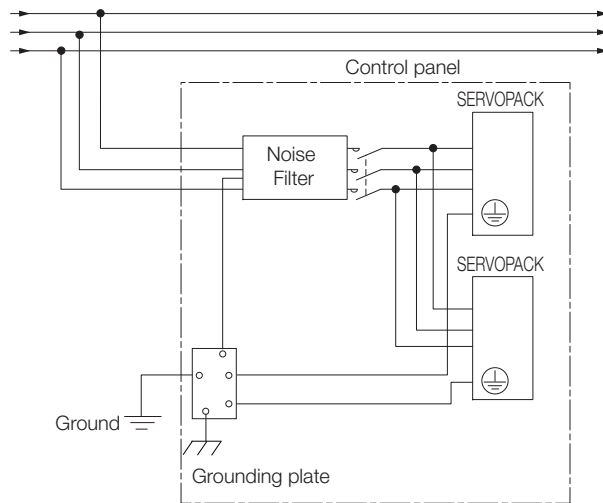 Control panel
SERVOPACK
Noise
Filter
SERVOPACK
Ground
Grounding plate